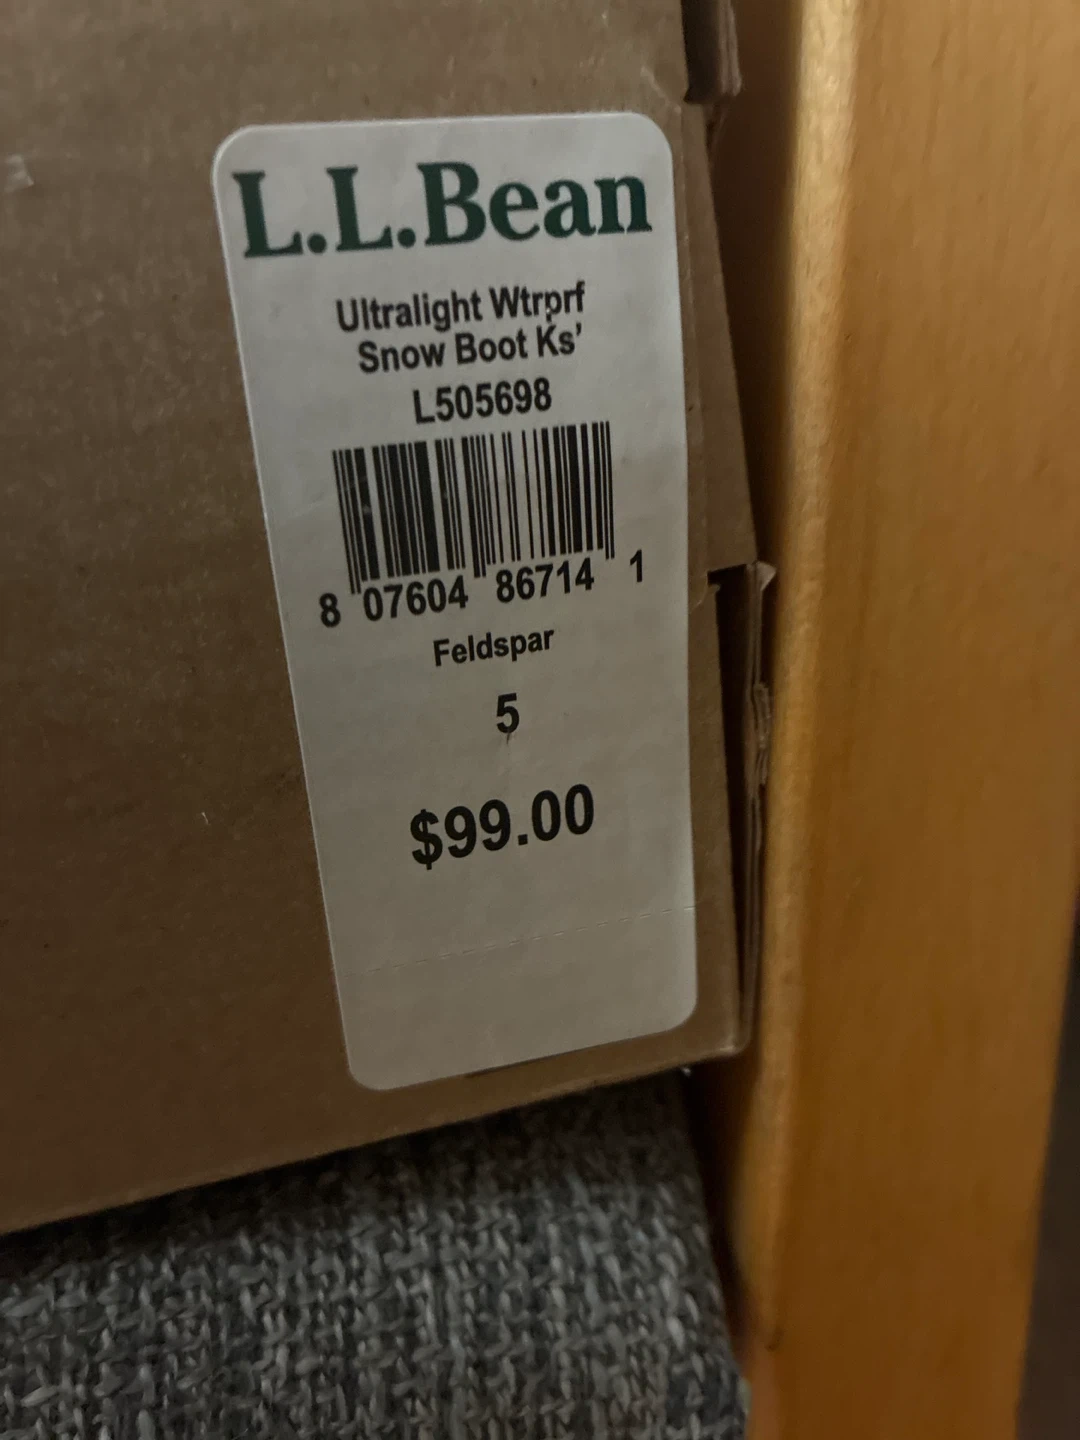 L.L.Bean
Ultralight Wtrprf
Snow Boot Ks’
L505698
8 07604 86714 1
Feldspar
5
$99.00